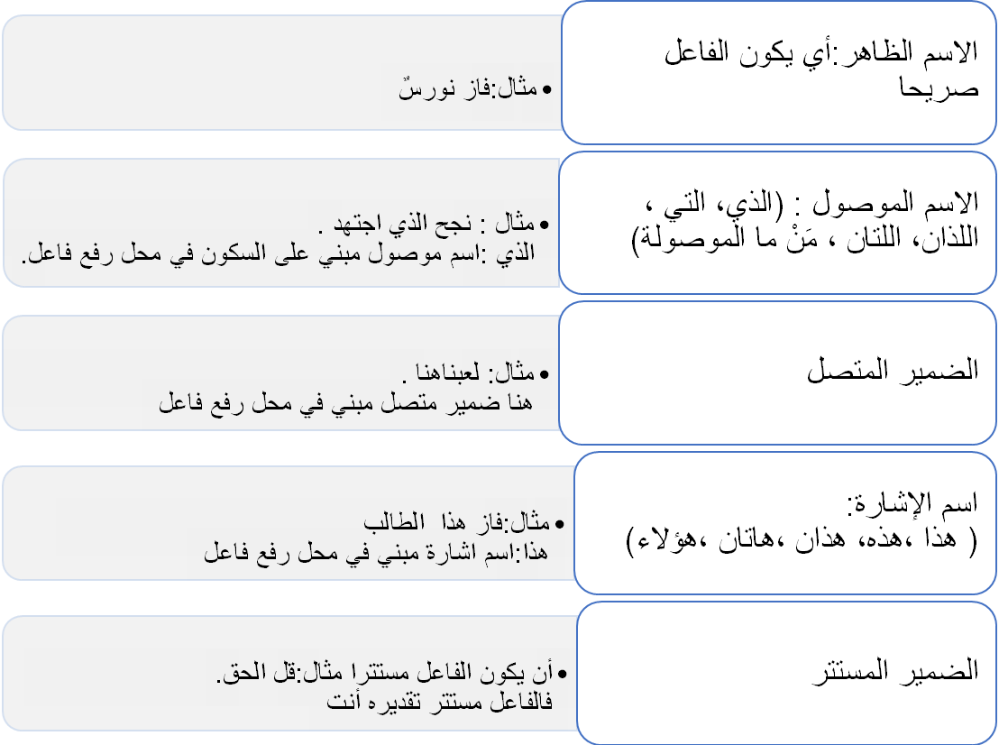 الاسم الظاهر:أي يكون الفاعل
صريحا
• مثال:فاز نورسٌ
الاسم الموصول : (الذي، التي ،
اللذان، اللتان ، مَنْ ما الموصولة)
• مثال : نجح الذي اجتهد .
الذي :اسم موصول مبني على السكون في محل رفع فاعل.
الضمير المتصل
• مثال: لعبناهنا .
هنا ضمير متصل مبني في محل رفع فاعل
اسم الإشارة:
( هذا ،هذه، هذان ،هاتان ،هؤلاء)
• مثال:فاز هذا الطالب
هذا:اسم اشارة مبني في محل رفع فاعل
الضمير المستتر
• أن يكون الفاعل مستترا مثال:قل الحق.
فالفاعل مستتر تقديره أنت